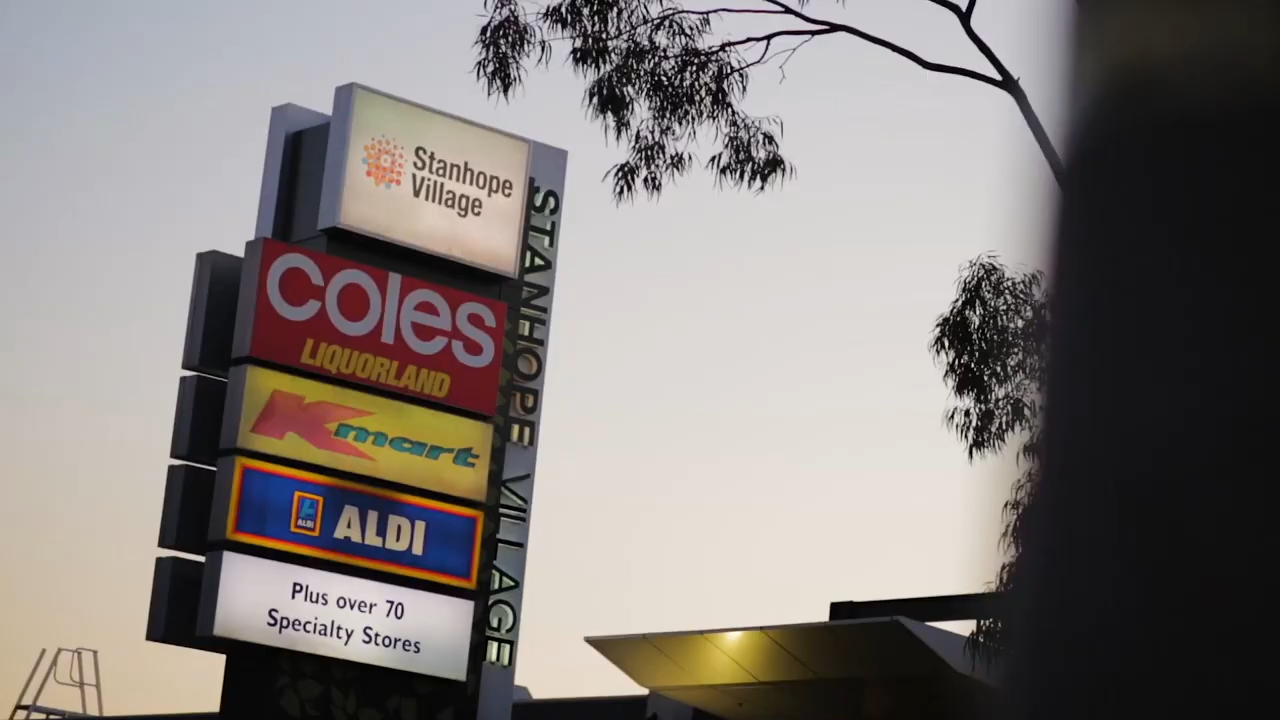 Stanhope
Village
coles
LIQUORLAND
Kmart
ALDI
ALDI
Plus over 70
Specialty Stores
STANHOPE VILLAGE